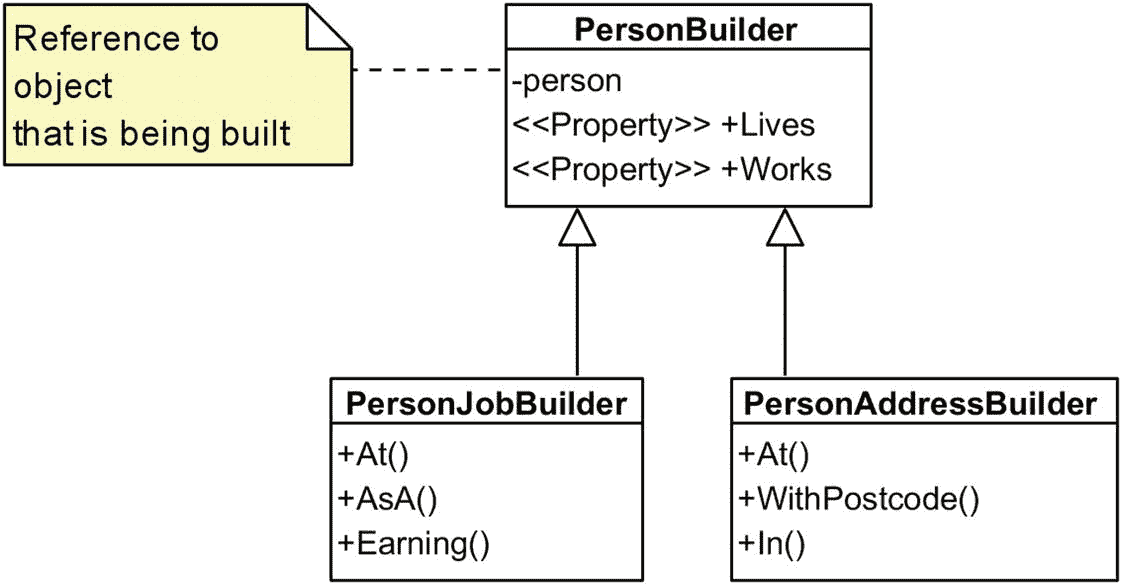 Reference to
object
that is being built
PersonBuilder
-person
<<Property>> +Lives
<<Property>> +Works
PersonJobBuilder
+At()
+AsA()
+Earning()
PersonAddressBuilder
+At()
+WithPostcode()
+In()